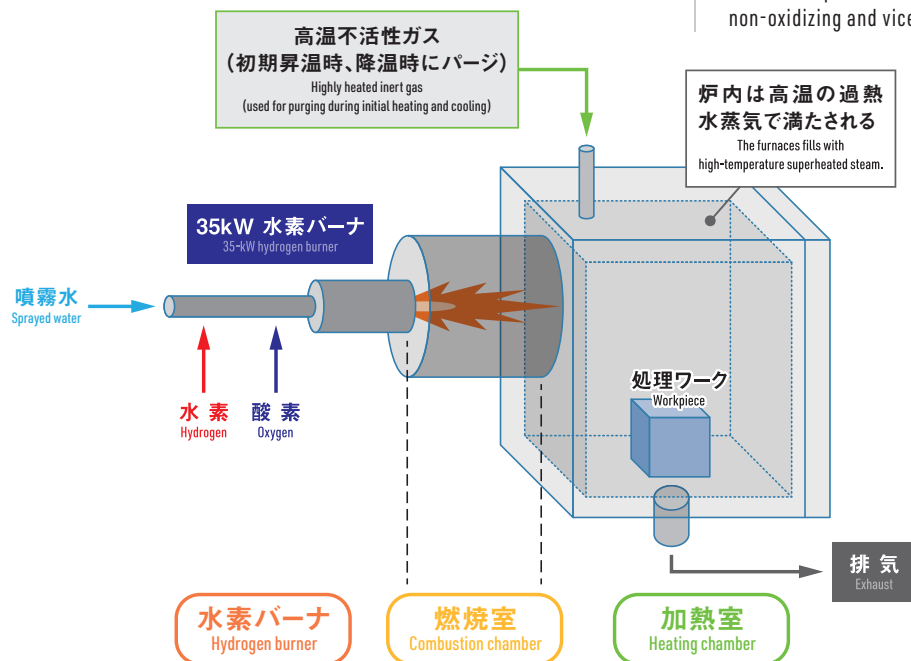 non-oxidizing and vice
高温不活性ガス
(初期昇温時、降温時にパージ)
Highly heated inert gas
(used for purging during initial heating and cooling)
炉内は高温の過熱
水蒸気で満たされる
The furnaces fills with
high-temperature superheated steam.
35kW 水素バーナ
35-kW hydrogen burner
噴霧水
Sprayed water
水素
Hydrogen
酸素
Oxygen
処理ワーク
Workpiece
排気
Exhaust
水素バーナ
Hydrogen burner
燃焼室
Combustion chamber
加熱室
Heating chamber